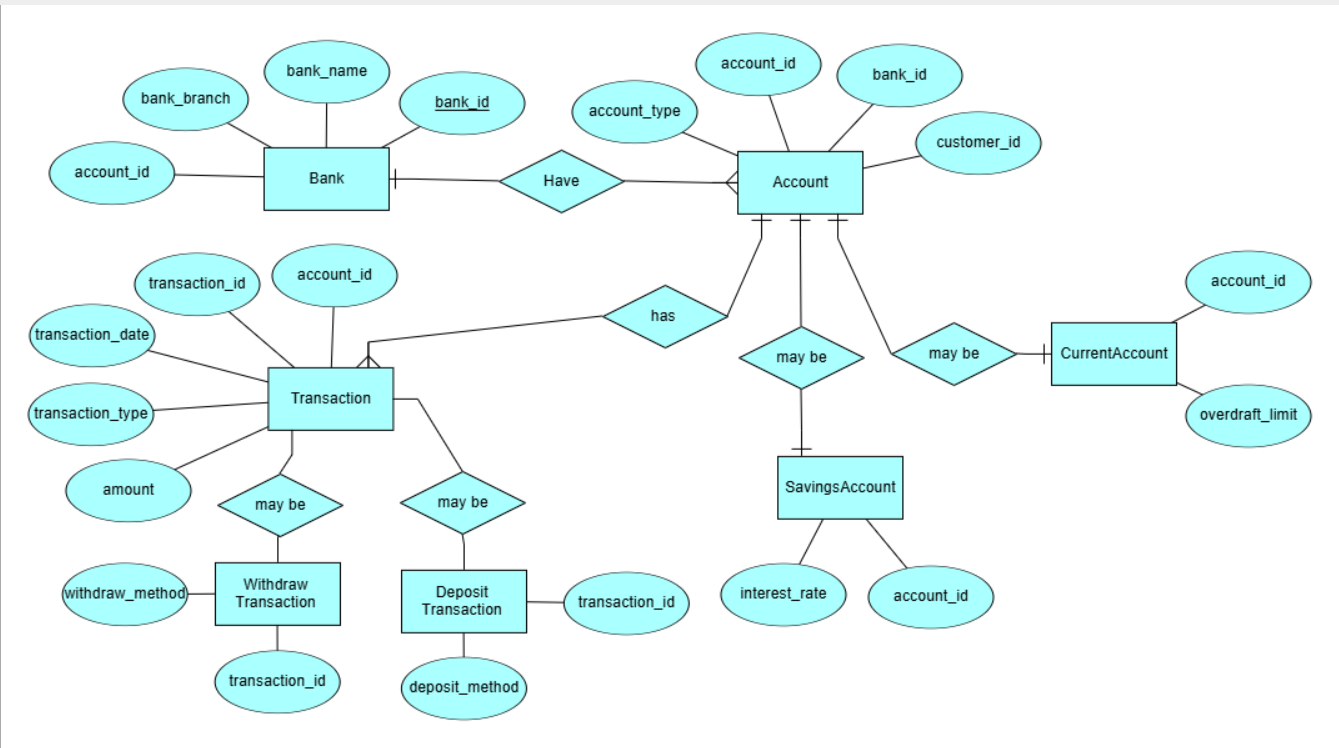 bank_name
bank_branch
bank_id
account_id
Bank
Have
account_id
bank_id
account_type
customer_id
Account
transaction_id
account_id
transaction_date
transaction_type
amount
Transaction
has
may be
may be
CurrentAccount
account_id
overdraft_limit
SavingsAccount
interest_rate
account_id
may be
may be
withdraw_method
Withdraw
Transaction
transaction_id
Deposit
Transaction
transaction_id
deposit_method